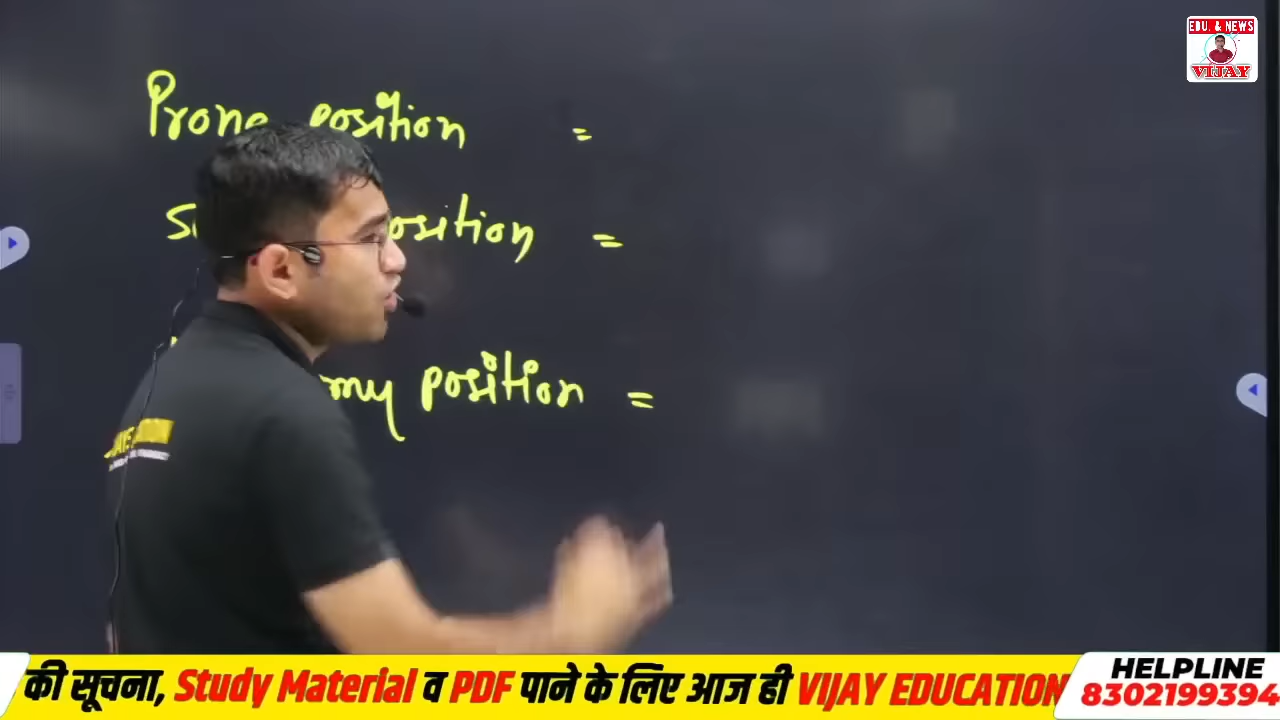 EDU. & NEWS
VIJAY
Prone position =
position =
position =
की सूचना, Study Material व PDF पाने के लिए आज ही VIJAY EDUCATION
HELPLINE
8302199394